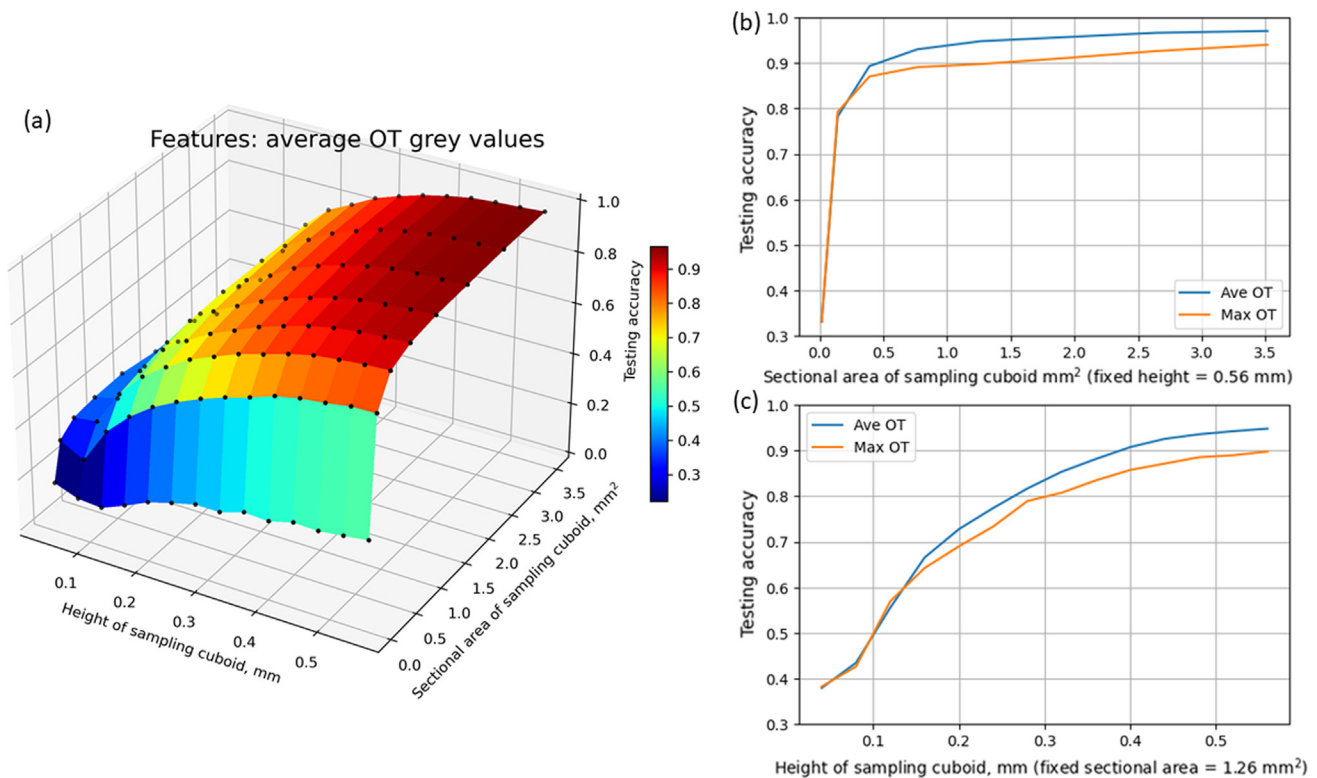 (a)
Features: average OT grey values
1.0
0.8
0.6
0.4
0.2
0.0
Testing accuracy
0.9
0.8
0.7
0.6
0.5
0.4
0.3
0.1
0.2
0.3
0.4
0.5
Height of sampling cuboid, mm
0.0
0.5
1.0
1.5
2.0
2.5
3.0
3.5
Sectional area of sampling cuboid, mm²
(b)
1.0
0.9
0.8
0.7
0.6
0.5
0.4
0.3
Testing accuracy
Ave OT
Max OT
0.0 0.5 1.0 1.5 2.0 2.5 3.0 3.5
Sectional area of sampling cuboid mm² (fixed height = 0.56 mm)
(c)
1.0
0.9
0.8
0.7
0.6
0.5
0.4
0.3
Testing accuracy
Ave OT
Max OT
0.1 0.2 0.3 0.4 0.5
Height of sampling cuboid, mm (fixed sectional area = 1.26 mm²)